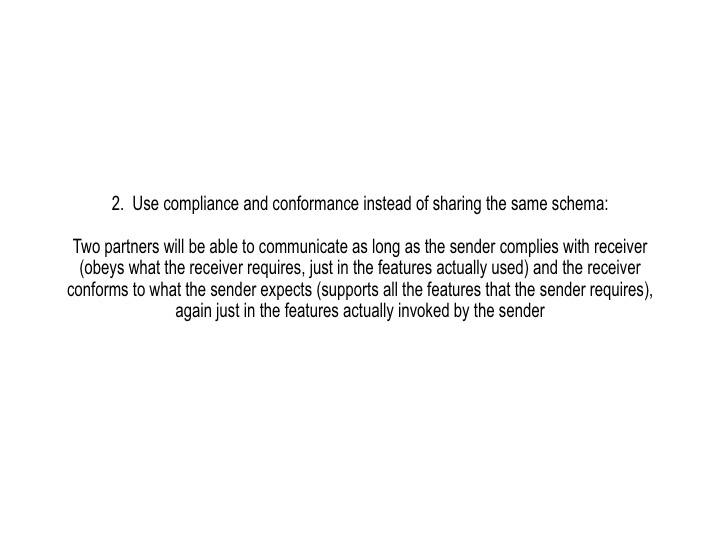 2.  Use compliance and conformance instead of sharing the same schema:
Two partners will be able to communicate as long as the sender complies with receiver
(obeys what the receiver requires, just in the features actually used) and the receiver
conforms to what the sender expects (supports all the features that the sender requires),
again just in the features actually invoked by the sender